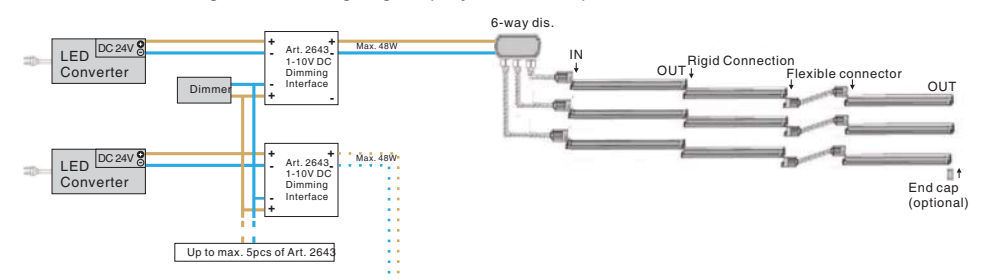 6-way dis.
LED
Converter
DC 24V
+
-
Art. 2643
1-10V DC
Dimming
Interface
+
-
-
+
+
-
+
-
Max. 48W
Dimmer
IN
OUT
Rigid Connection
Flexible connector
OUT
LED
Converter
DC 24V
+
-
Art. 2643
1-10V DC
Dimming
Interface
+
-
-
+
+
-
Max. 48W
End cap
(optional)
Up to max. 5pcs of Art. 2643